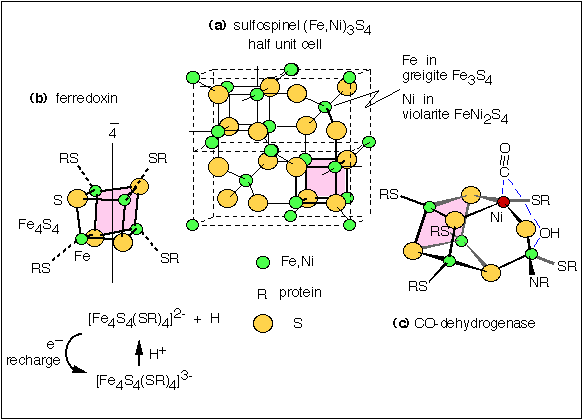 (a) sulfospinel (Fe,Ni)3S4
half unit cell
Fe in
greigite Fe3S4
Ni in
violarite FeNi2S4
(b) ferredoxin
4̅
RS
SR
S
Fe4S4
RS
Fe
SR
Fe,Ni
R protein
S
O
C
RS
SR
Ni
RS
OH
RS
SR
NR
(c) CO-dehydrogenase
[Fe4S4(SR)4]2- + H
e-
recharge
H+
[Fe4S4(SR)4]3-